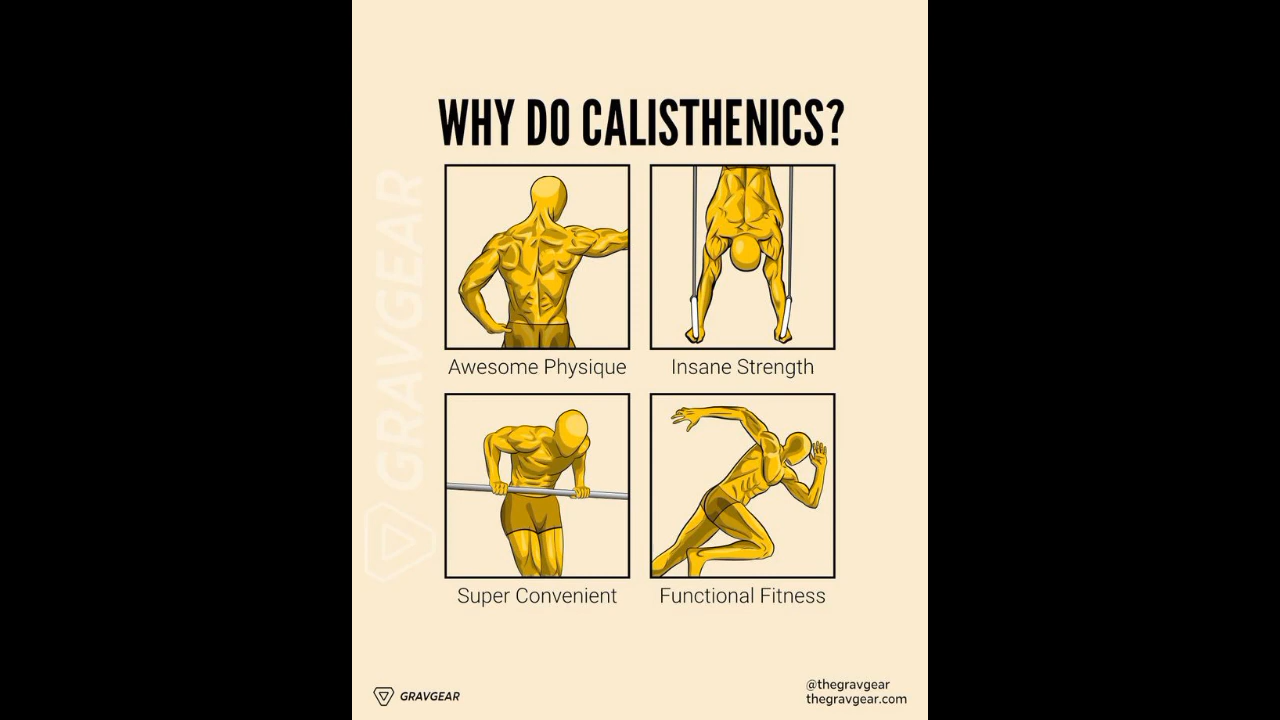 WHY DO CALISTHENICS?
Awesome Physique
Insane Strength
Super Convenient
Functional Fitness
GRAVGEAR
GRAVGEAR
@thegravgear
thegravgear.com